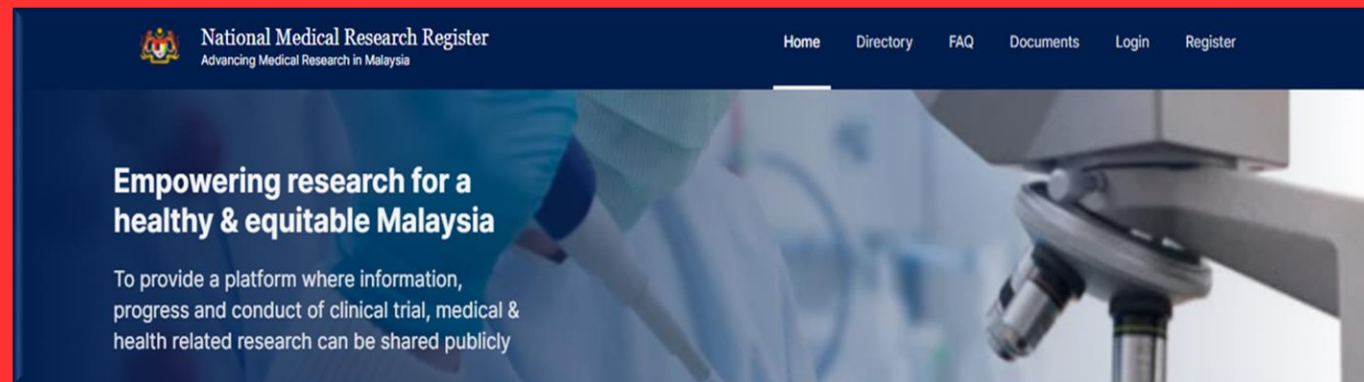 National Medical Research Register
Advancing Medical Research in Malaysia
Home Directory FAQ Documents Login Register
Empowering research for a
healthy & equitable Malaysia
To provide a platform where information,
progress and conduct of clinical trial, medical &
health related research can be shared publicly